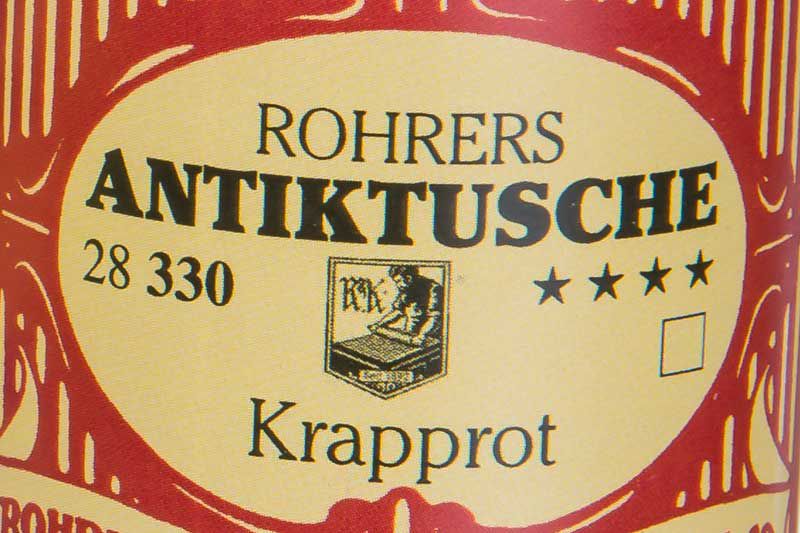 ROHRERS
ANTIKTUSCHE
28 330
★★★★
R&K
Krapprot